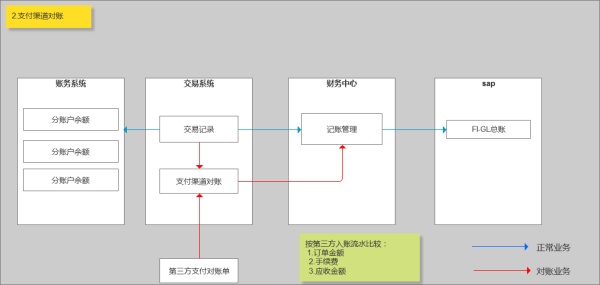 2.支付渠道对账
账务系统
交易系统
财务中心
sap
分账户余额
交易记录
记账管理
FI-GL总账
分账户余额
分账户余额
支付渠道对账
第三方支付对账单
按第三方入账流水比较：
1.订单金额
2.手续费
3.应收金额
正常业务
对账业务